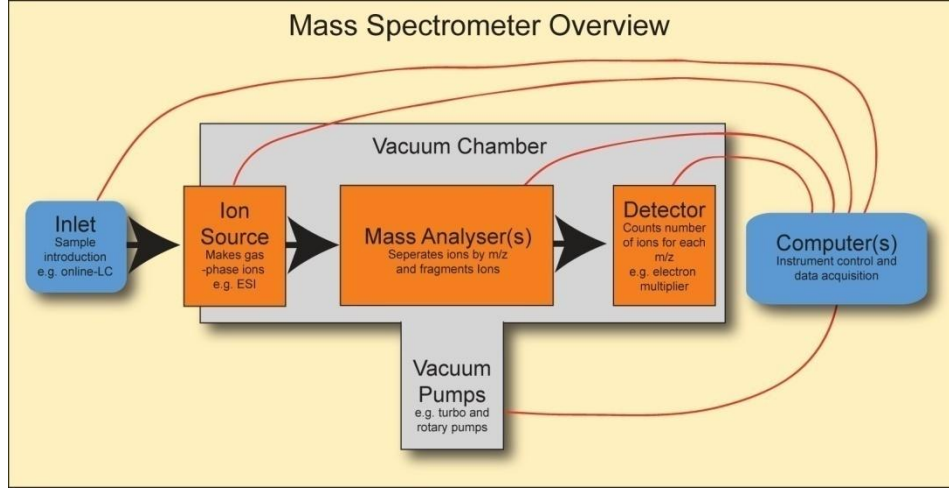 Mass Spectrometer Overview
Vacuum Chamber
Inlet
Sample
introduction
e.g. online-LC
Ion
Source
Makes gas
-phase ions
e.g. ESI
Mass Analyser(s)
Seperates ions by m/z
and fragments Ions
Detector
Counts number
of ions for each
m/z
e.g. electron
multiplier
Computer(s)
Instrument control and
data acquisition
Vacuum
Pumps
e.g. turbo and
rotary pumps